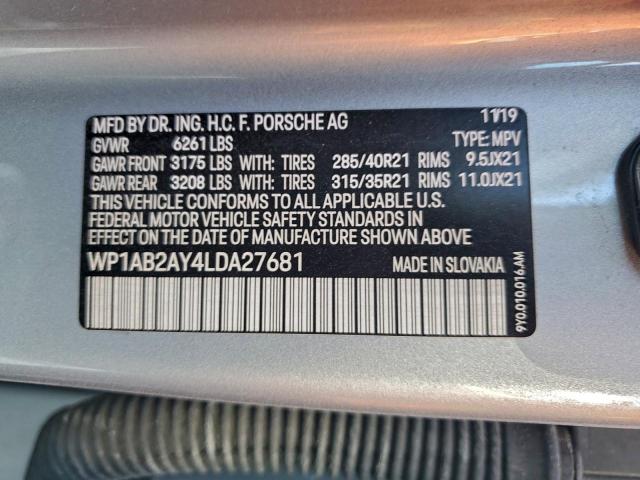 MFD BY DR. ING. H.C. F. PORSCHE AG 11/19
GVWR 6261 LBS TYPE: MPV
GAWR FRONT 3175 LBS WITH: TIRES 285/40R21 RIMS 9.5JX21
GAWR REAR 3208 LBS WITH: TIRES 315/35R21 RIMS 11.0JX21
THIS VEHICLE CONFORMS TO ALL APPLICABLE U.S.
FEDERAL MOTOR VEHICLE SAFETY STANDARDS IN
EFFECT ON THE DATE OF MANUFACTURE SHOWN ABOVE.
WP1AB2AY4LDA27681 MADE IN SLOVAKIA
9Y0.010.016.AM